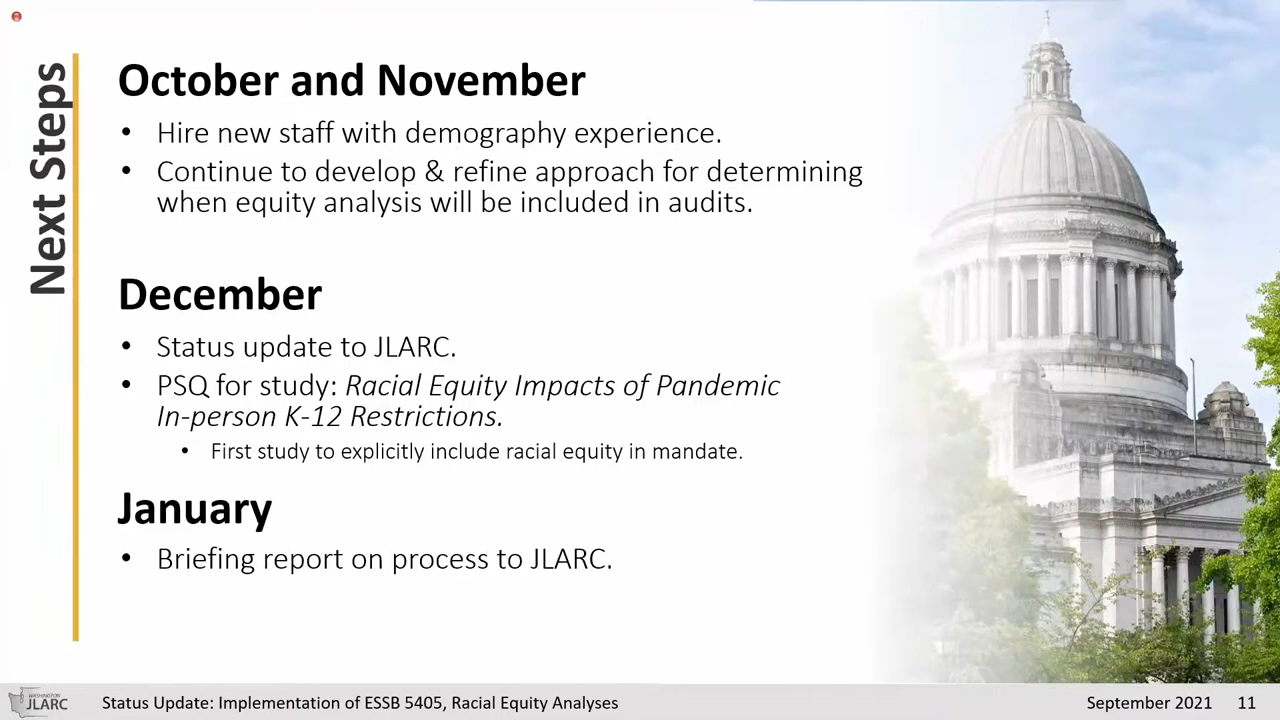 Next Steps
October and November
• Hire new staff with demography experience.
• Continue to develop & refine approach for determining
when equity analysis will be included in audits.
December
• Status update to JLARC.
• PSQ for study: Racial Equity Impacts of Pandemic
In-person K-12 Restrictions.
• First study to explicitly include racial equity in mandate.
January
• Briefing report on process to JLARC.
WASHINGTON
JLARC
Status Update: Implementation of ESSB 5405, Racial Equity Analyses
September 2021
11